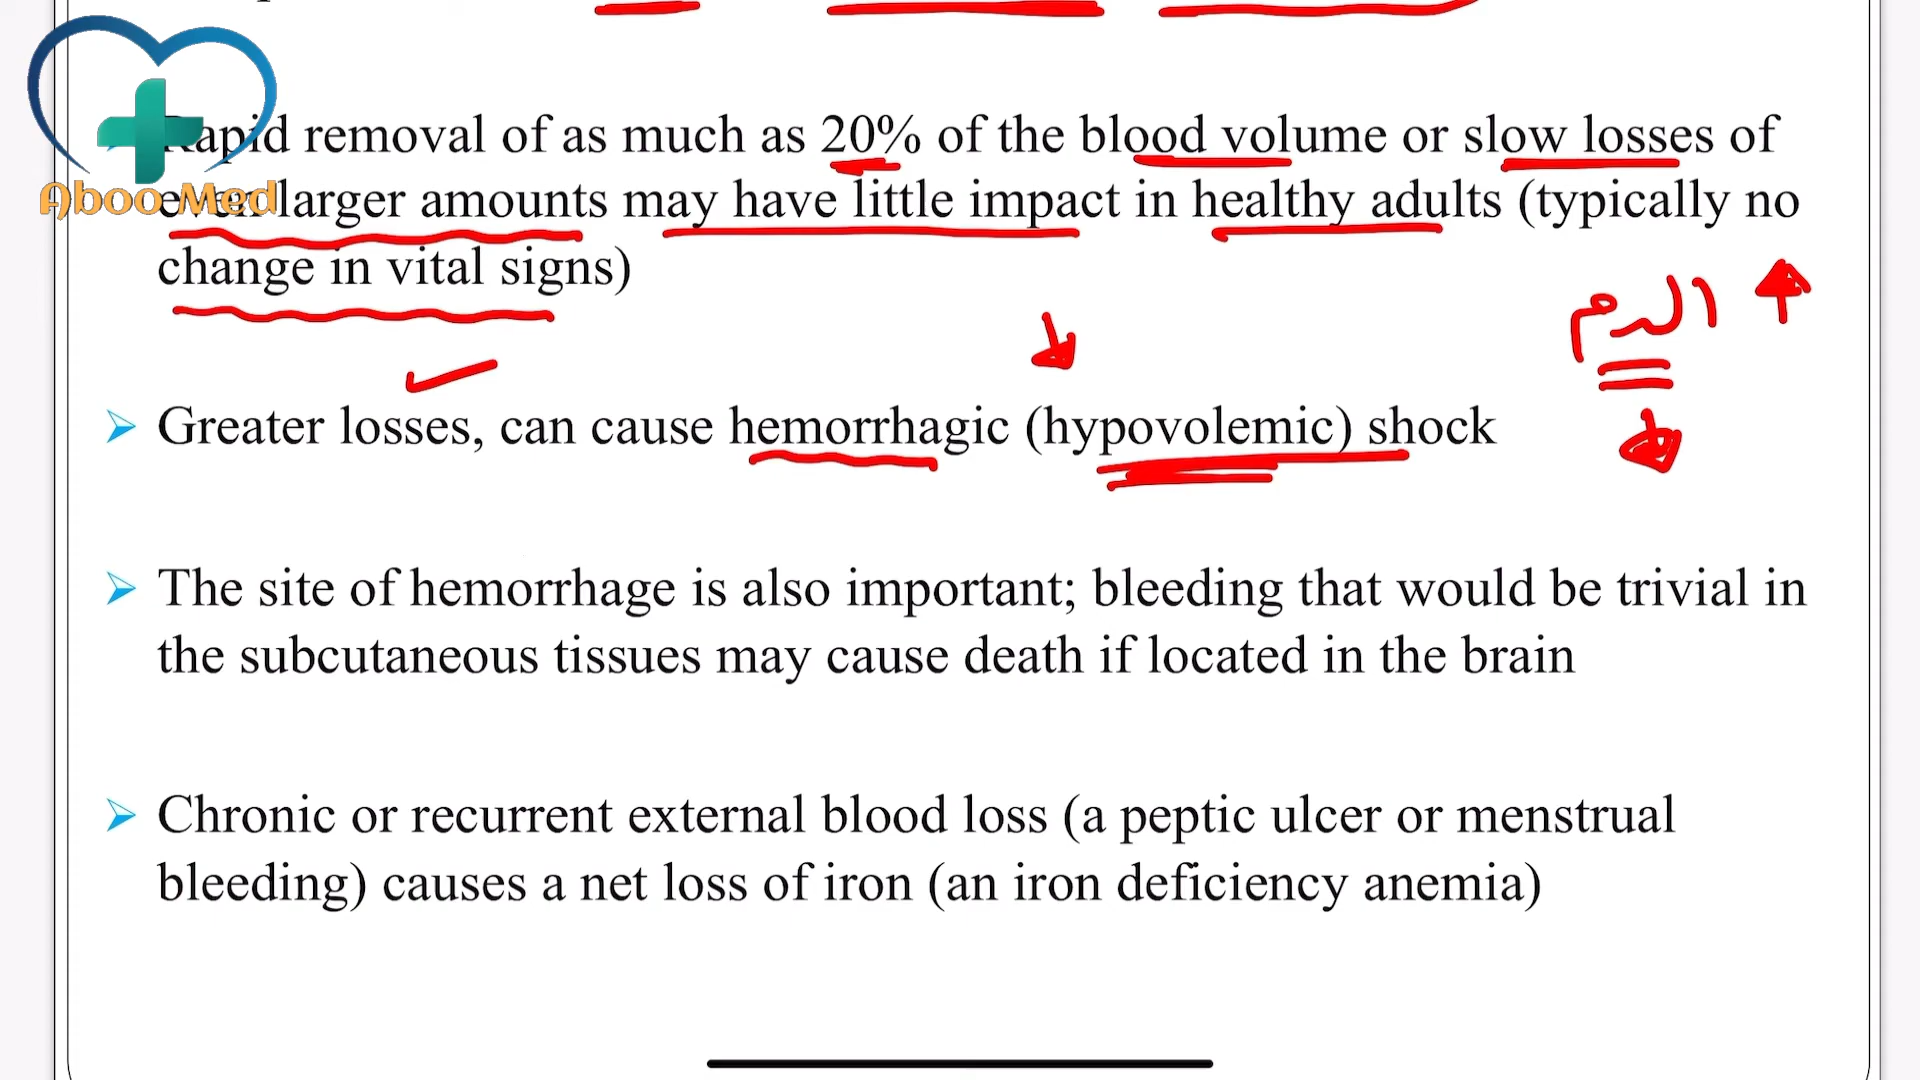 Aboo Med
Rapid removal of as much as 20% of the blood volume or slow losses of
even larger amounts may have little impact in healthy adults (typically no
change in vital signs)
الدم
Greater losses, can cause hemorrhagic (hypovolemic) shock
The site of hemorrhage is also important; bleeding that would be trivial in
the subcutaneous tissues may cause death if located in the brain
Chronic or recurrent external blood loss (a peptic ulcer or menstrual
bleeding) causes a net loss of iron (an iron deficiency anemia)